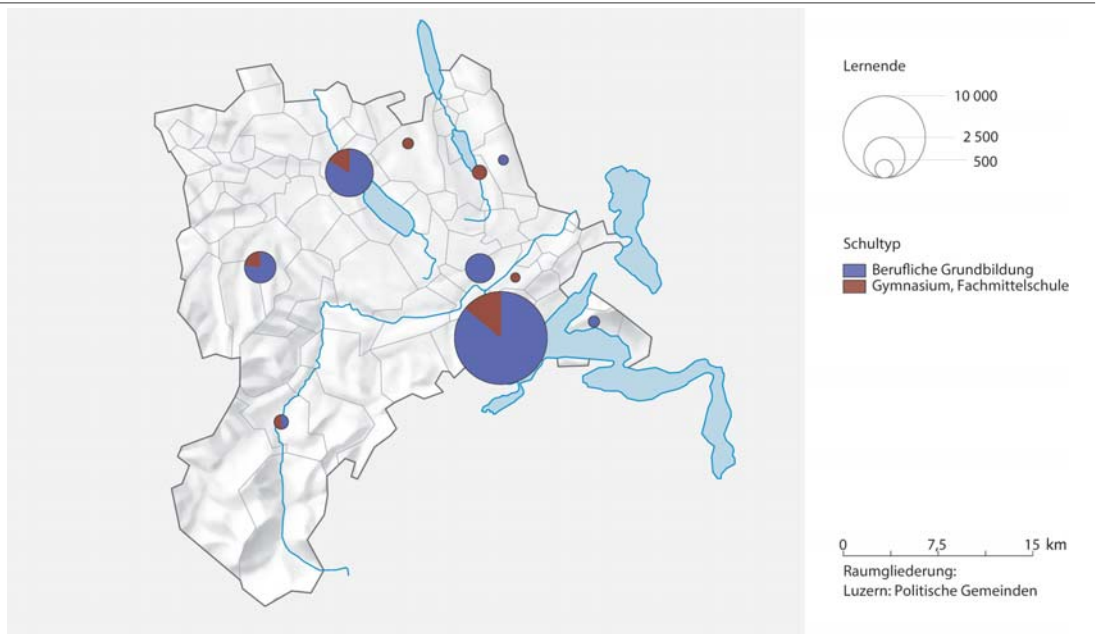 Lernende
10 000
2 500
500
Schultyp
Berufliche Grundbildung
Gymnasium, Fachmittelschule
0 7,5 15 km
Raumgliederung:
Luzern: Politische Gemeinden